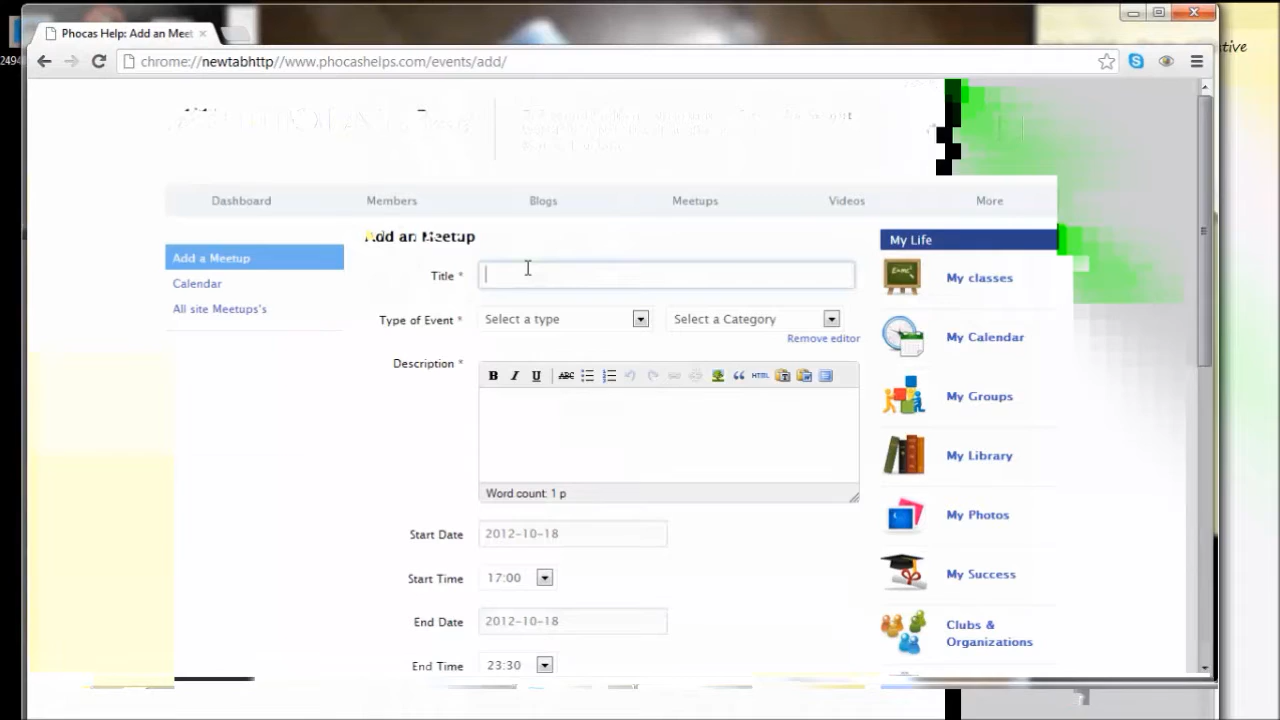 Phocas Help: Add an Meet
2494
chrome://newtabhttp//www.phocashelps.com/events/add/
Dashboard Members Blogs Meetups Videos More
Add an Meetup
My Life
Add a Meetup
Calendar
All site Meetups's
Title *
Type of Event * Select a type Select a Category
Remove editor
Description *
B I U ABC HTML
Word count: 1 p
Start Date 2012-10-18
Start Time 17:00
End Date 2012-10-18
End Time 23:30
My classes
My Calendar
My Groups
My Library
My Photos
My Success
Clubs &
Organizations